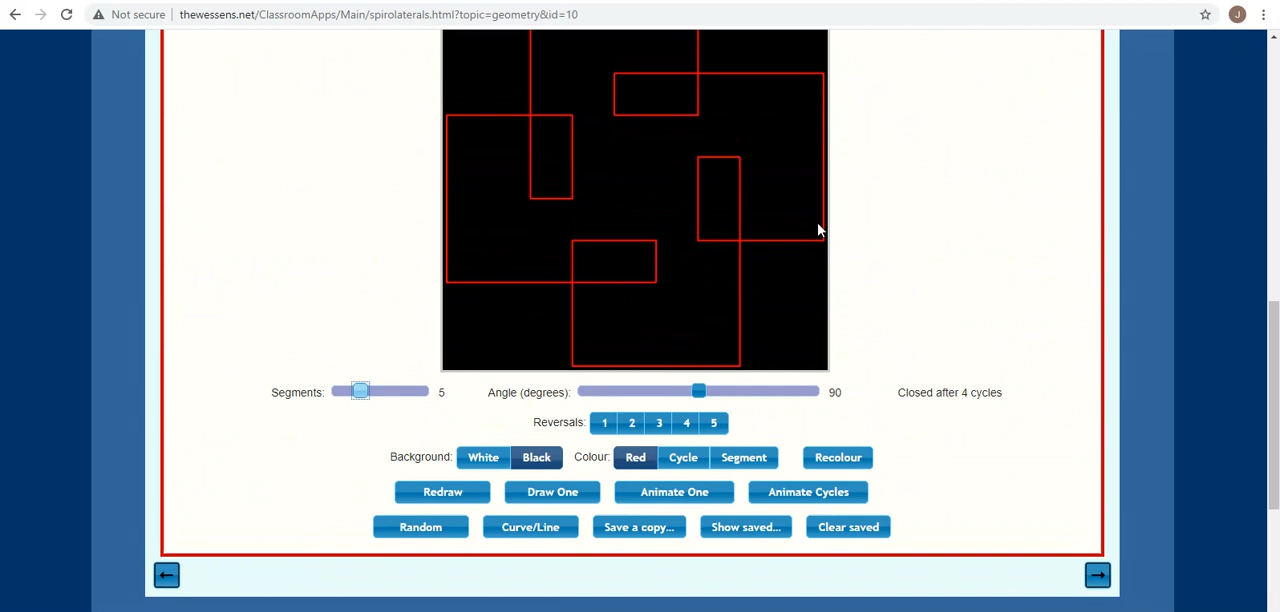 Not secure | thewessens.net/ClassroomApps/Main/spirolaterals.html?topic=geometry&id=10
J
Segments: 5 Angle (degrees): 90 Closed after 4 cycles
Reversals: 1 2 3 4 5
Background: White Black Colour: Red Cycle Segment Recolour
Redraw Draw One Animate One Animate Cycles
Random Curve/Line Save a copy... Show saved... Clear saved